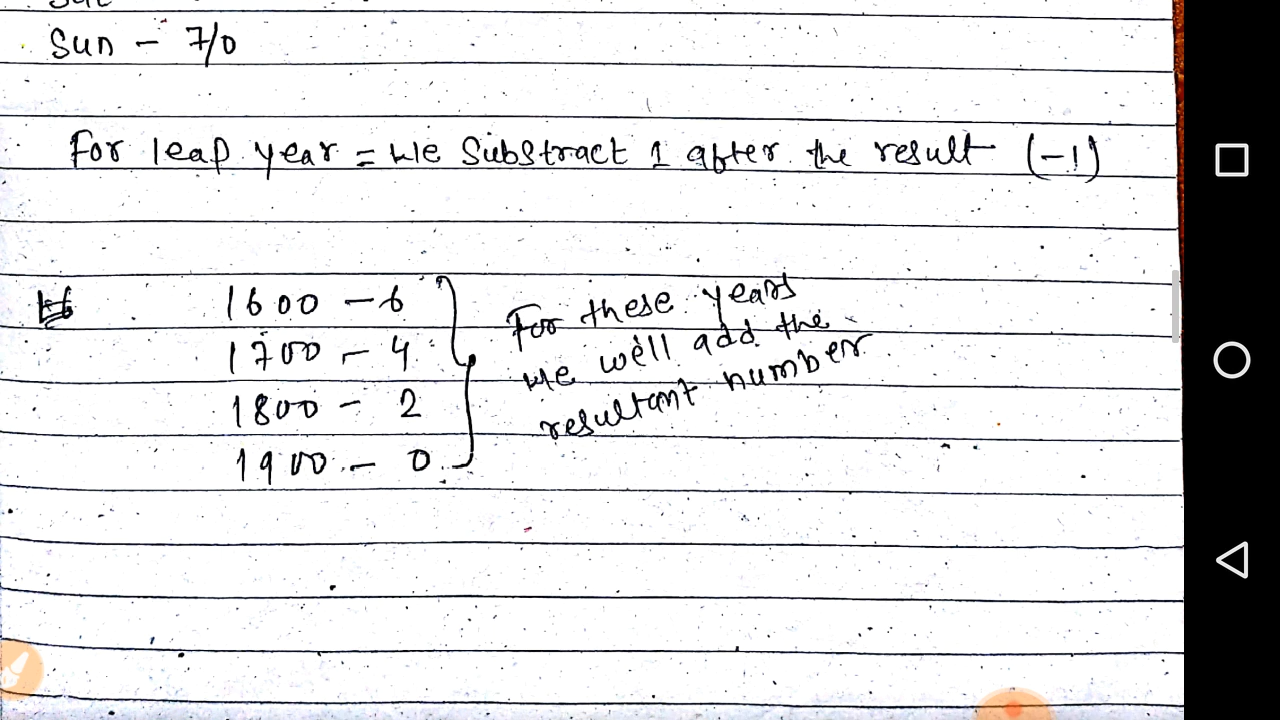 Sun - 7/0
For leap year = We Substract 1 after the result (-1)
1600 - 6
1700 - 4
1800 - 2
1900 - 0
For these years
We will add the
resultant number